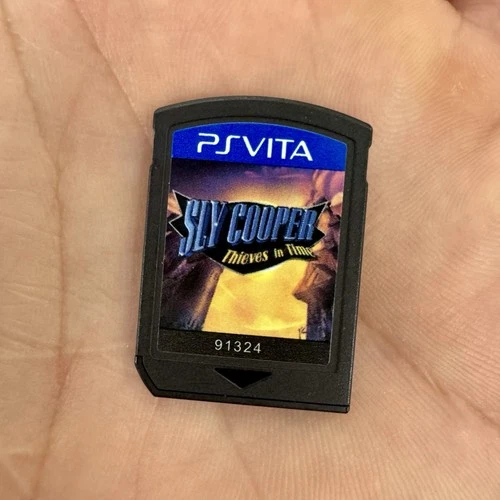 PSVITA
SLY COOPER
Thieves in Time
91324